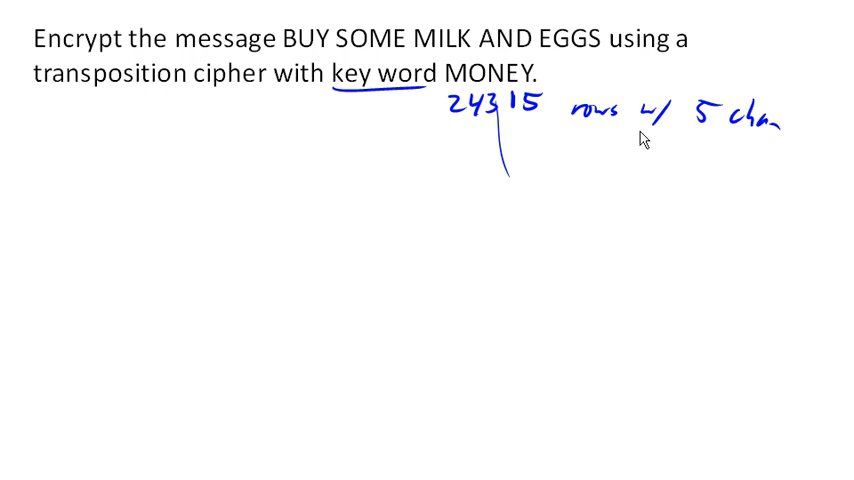 Encrypt the message BUY SOME MILK AND EGGS using a
transposition cipher with key word MONEY.
24315 rows w/ 5 cha